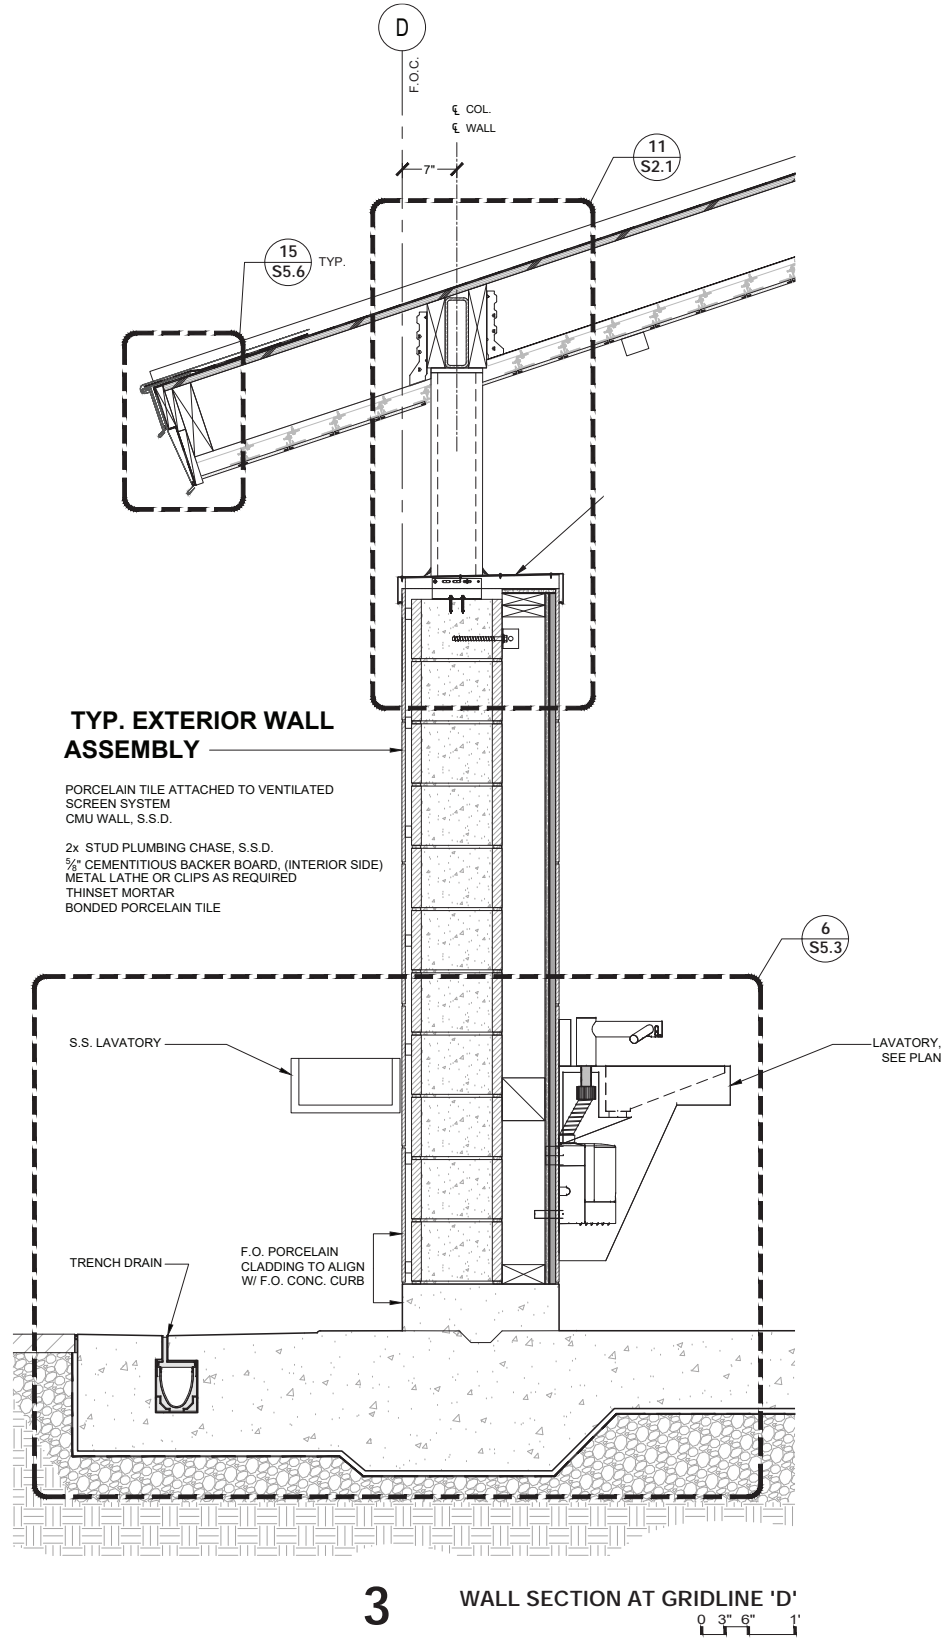 D
F.O.C.
℄ COL.
℄ WALL
7"
11
S2.1
15
S5.6
TYP.
TYP. EXTERIOR WALL
ASSEMBLY
PORCELAIN TILE ATTACHED TO VENTILATED
SCREEN SYSTEM
CMU WALL, S.S.D.
2x STUD PLUMBING CHASE, S.S.D.
⅝" CEMENTITIOUS BACKER BOARD, (INTERIOR SIDE)
METAL LATHE OR CLIPS AS REQUIRED
THINSET MORTAR
BONDED PORCELAIN TILE
6
S5.3
S.S. LAVATORY
LAVATORY,
SEE PLAN
TRENCH DRAIN
F.O. PORCELAIN
CLADDING TO ALIGN
W/ F.O. CONC. CURB
3
WALL SECTION AT GRIDLINE 'D'
0 3" 6" 1'